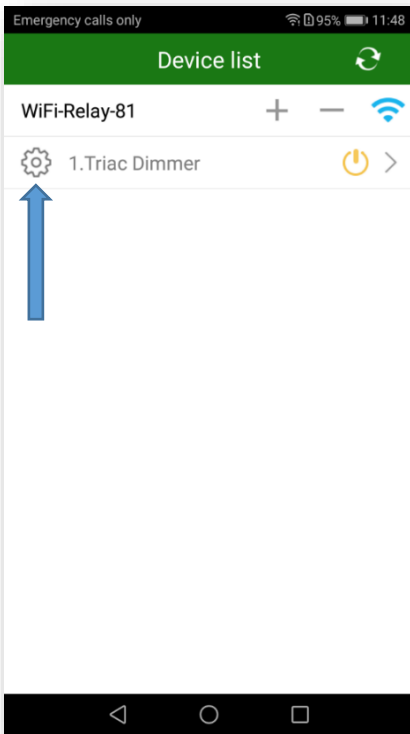 Emergency calls only 95% 11:48
Device list
WiFi-Relay-81
1.Triac Dimmer